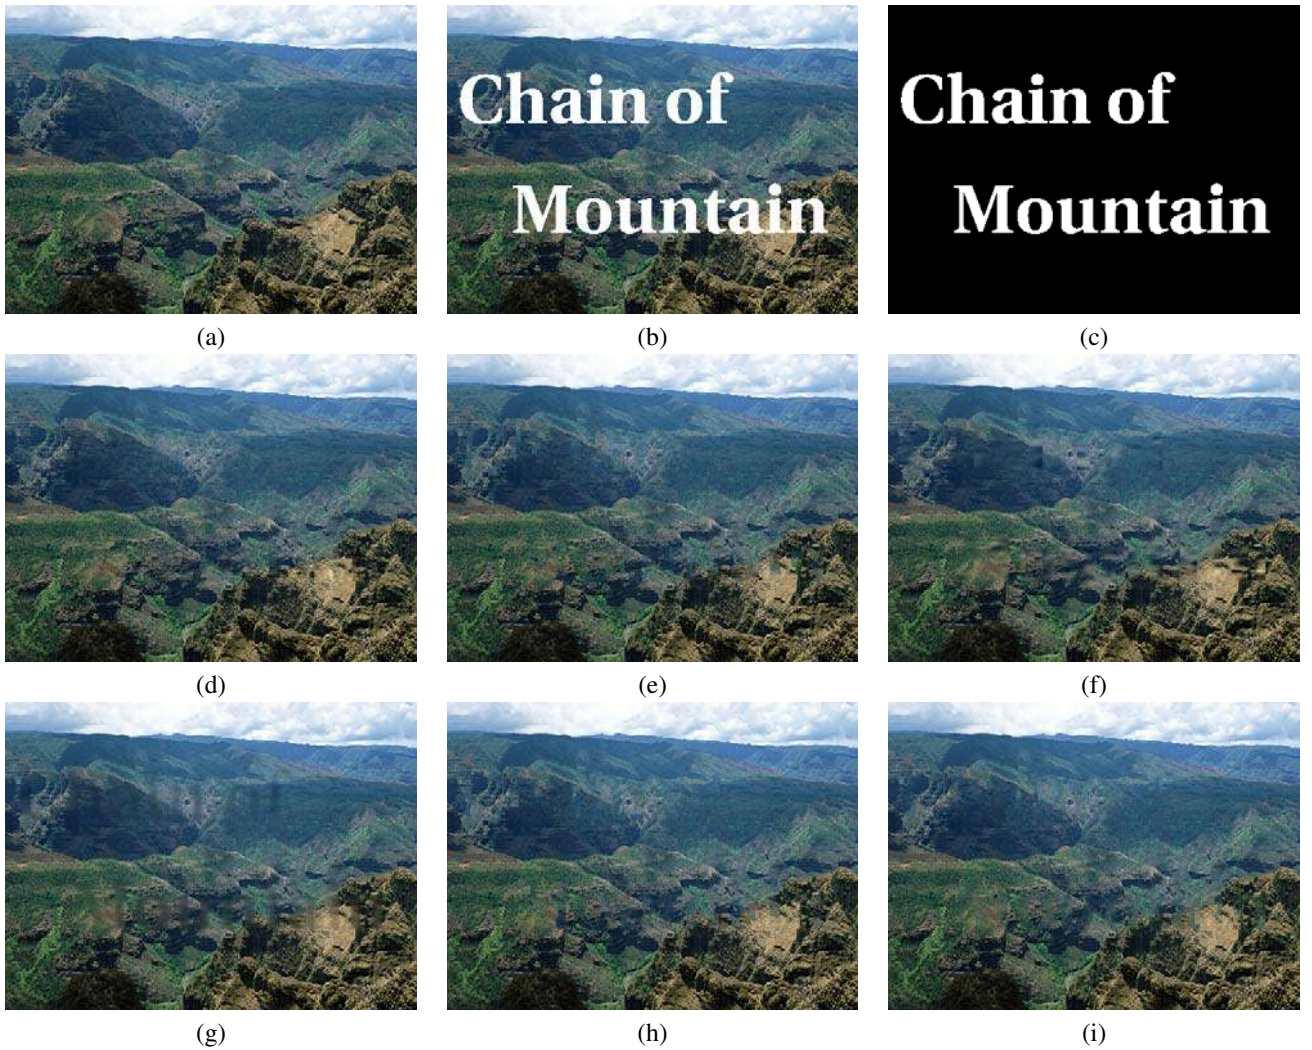 Chain of
Mountain
Chain of
Mountain
(a)
(b)
(c)
(d)
(e)
(f)
(g)
(h)
(i)